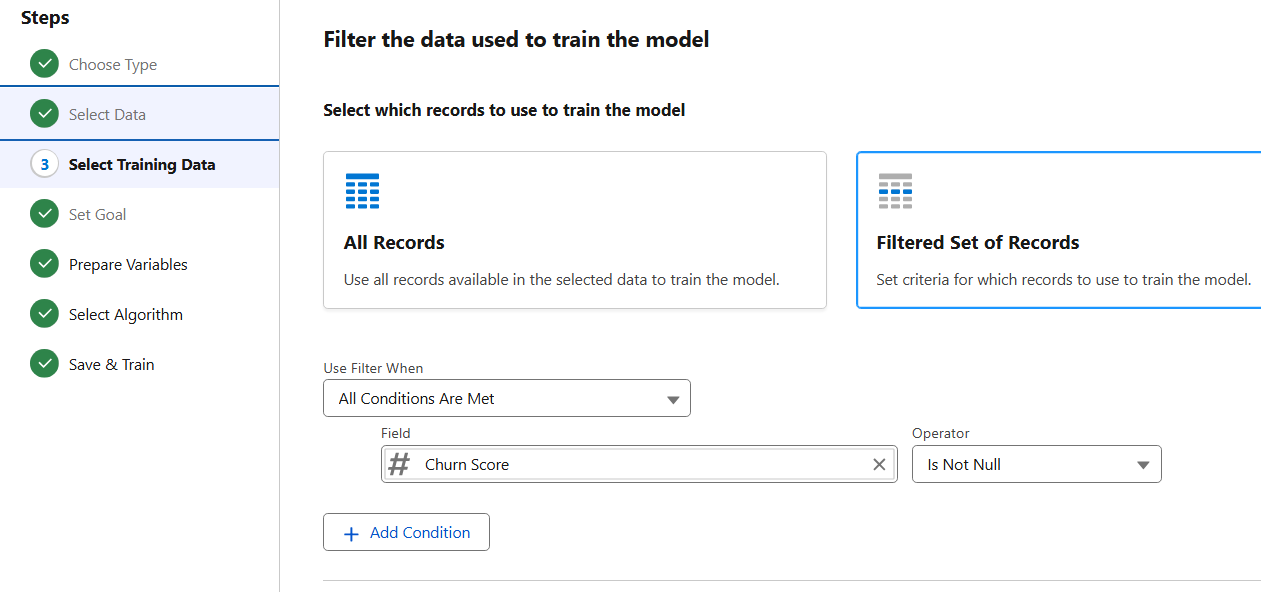 Steps
Choose Type
Select Data
3 Select Training Data
Set Goal
Prepare Variables
Select Algorithm
Save & Train
Filter the data used to train the model
Select which records to use to train the model
All Records
Use all records available in the selected data to train the model.
Filtered Set of Records
Set criteria for which records to use to train the model.
Use Filter When
All Conditions Are Met
Field
# Churn Score
Operator
Is Not Null
+ Add Condition